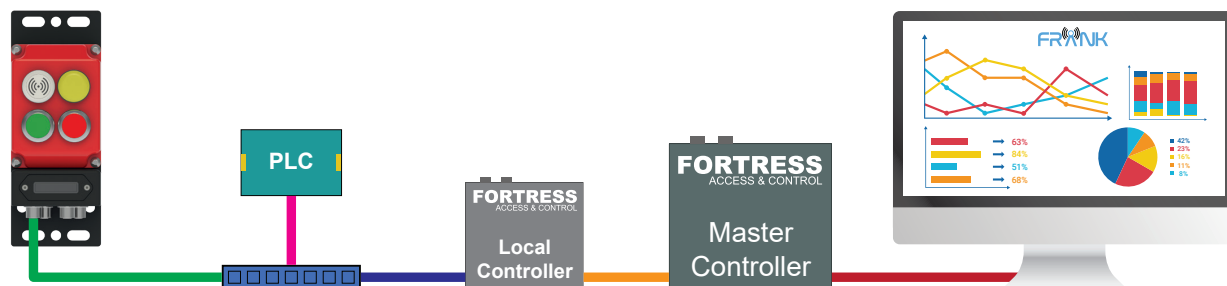 FRANK
63%
84%
51%
68%
42%
23%
16%
11%
8%
PLC
FORTRESS
ACCESS & CONTROL
Local
Controller
FORTRESS
ACCESS & CONTROL
Master
Controller